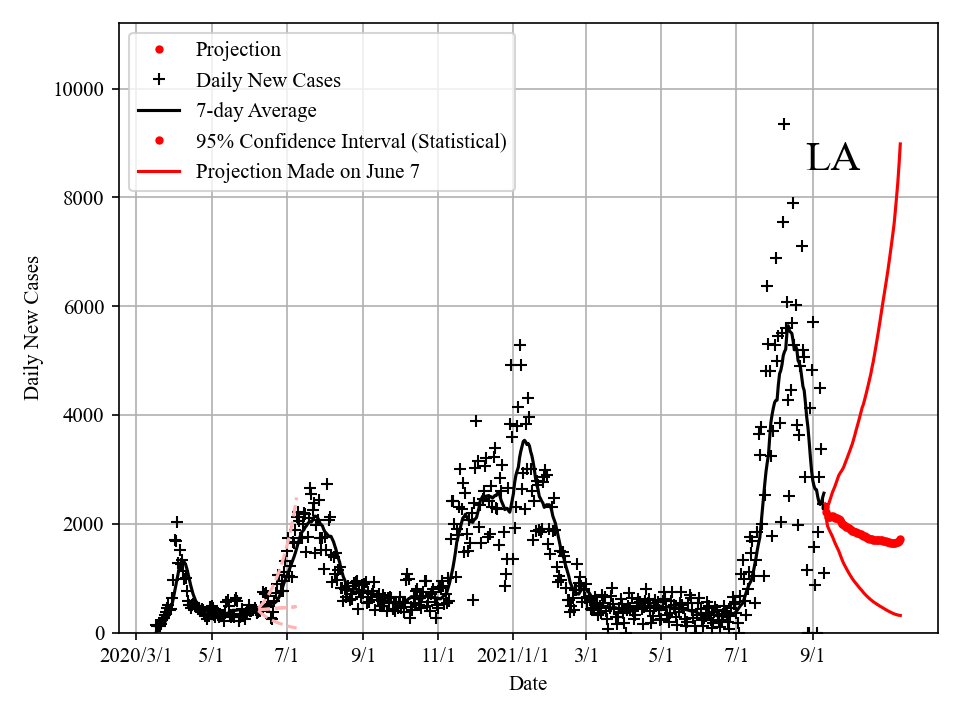 Projection
Daily New Cases
7-day Average
95% Confidence Interval (Statistical)
Projection Made on June 7
LA
Daily New Cases
10000
8000
6000
4000
2000
0
2020/3/1 5/1 7/1 9/1 11/1 2021/1/1 3/1 5/1 7/1 9/1
Date